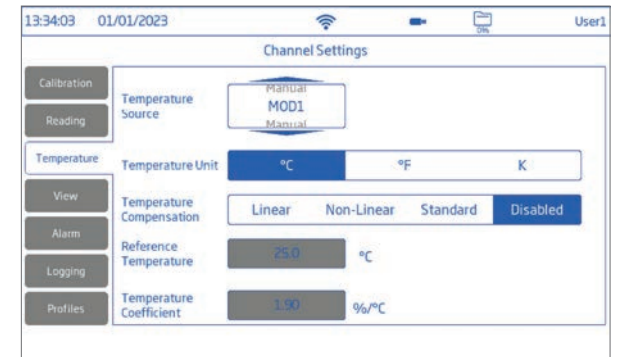 13:34:03 01/01/2023 0% User1
Channel Settings
Calibration
Reading
Temperature
View
Alarm
Logging
Profiles
Temperature
Source
Manual
MOD1
Manual
Temperature Unit °C °F K
Temperature
Compensation
Linear Non-Linear Standard Disabled
Reference
Temperature
25.0 °C
Temperature
Coefficient
1.90 %/°C